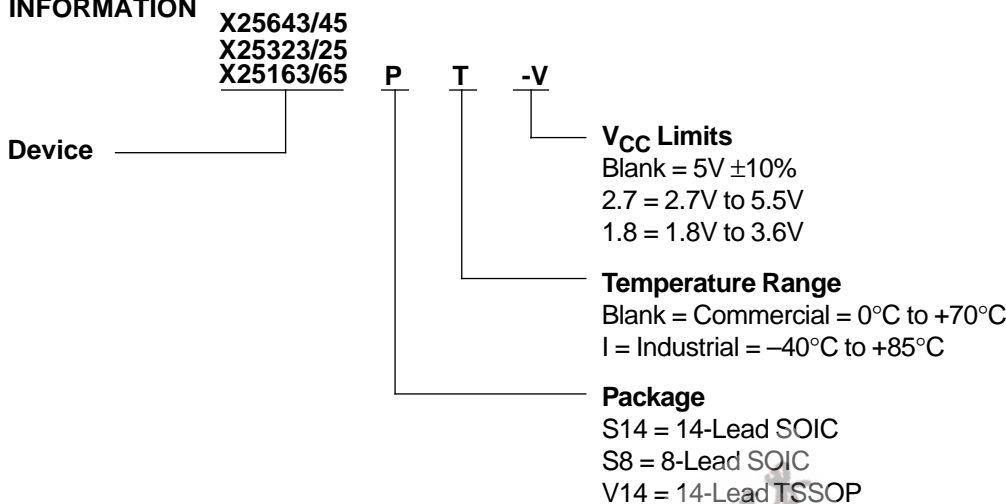 INFORMATION
X25643/45
X25323/25
X25163/65 P T -V
Device
VCC Limits
Blank = 5V ±10%
2.7 = 2.7V to 5.5V
1.8 = 1.8V to 3.6V
Temperature Range
Blank = Commercial = 0°C to +70°C
I = Industrial = –40°C to +85°C
Package
S14 = 14-Lead SOIC
S8 = 8-Lead SOIC
V14 = 14-Lead TSSOP